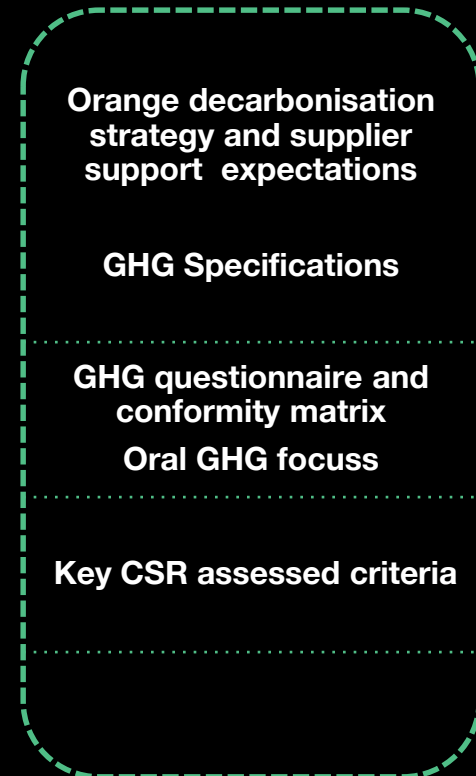 Orange decarbonisation
strategy and supplier
support expectations
GHG Specifications
GHG questionnaire and
conformity matrix
Oral GHG focuss
Key CSR assessed criteria